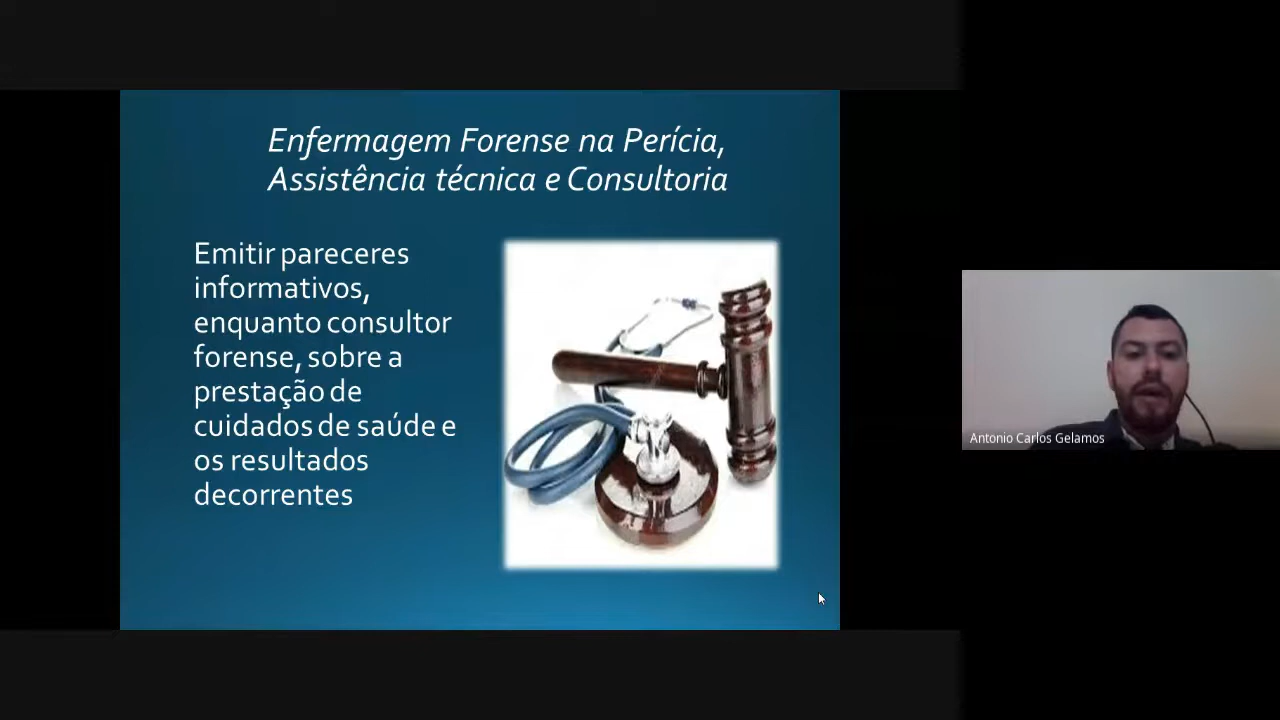 Enfermagem Forense na Perícia,
Assistência técnica e Consultoria
Emitir pareceres
informativos,
enquanto consultor
forense, sobre a
prestação de
cuidados de saúde e
os resultados
decorrentes
Antonio Carlos Gelamos